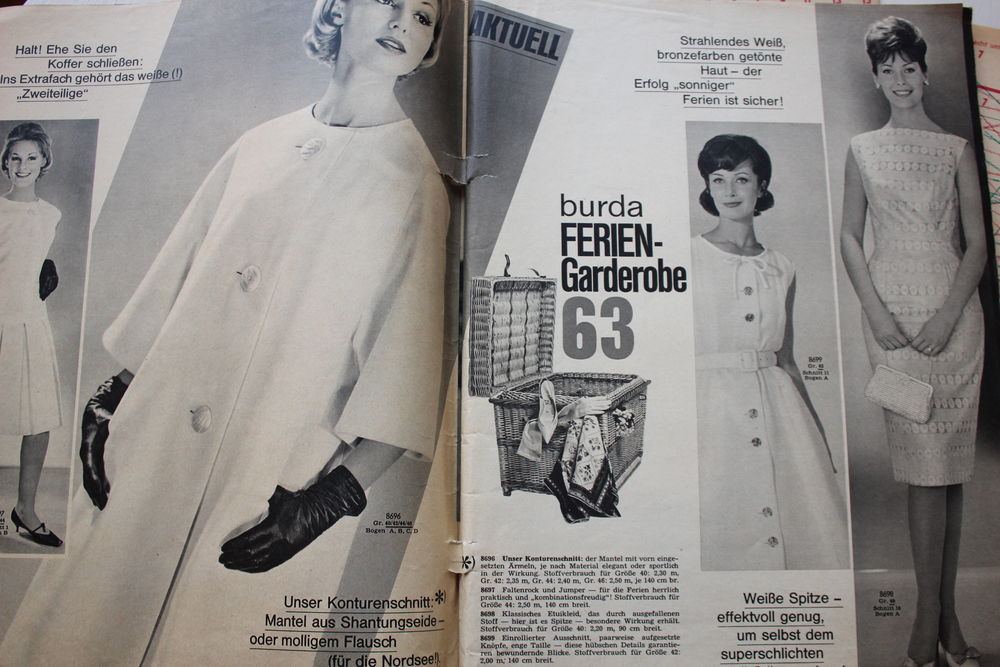 Halt! Ehe Sie den
Koffer schließen:
Ins Extrafach gehört das weiße (!)
„Zweiteilige“
8696
Gr. 40/42/44/46
Bogen A, B, C, D
Unser Konturenschnitt:*)
Mantel aus Shantungseide –
oder molligem Flausch
(für die Nordsee!).
AKTUELL
Strahlendes Weiß,
bronzefarben getönte
Haut – der
Erfolg „sonniger“
Ferien ist sicher!
burda
FERIEN-
Garderobe
63
8699
Gr. 42
Schnitt 11
Bogen A
*) 8696 Unser Konturenschnitt: der Mantel mit vorn einge-
setzten Ärmeln, je nach Material elegant oder sportlich
in der Wirkung. Stoffverbrauch für Größe 40: 2,30 m,
Gr. 42: 2,35 m, Gr. 44: 2,40 m, Gr. 46: 2,50 m, je 140 cm br.
8697 Faltenrock und Jumper – für die Ferien herrlich
praktisch und „kombinationsfreudig“! Stoffverbrauch für
Größe 44: 2,50 m, 140 cm breit.
8698 Klassisches Etuikleid, das durch ausgefallenen
Stoff — hier ist es Spitze — besondere Wirkung erhält.
Stoffverbrauch für Größe 40: 2,20 m, 90 cm breit.
8699 Einrollierter Ausschnitt, paarweise aufgesetzte
Knöpfe, enge Taille — diese hübschen Details garantie-
ren bewundernde Blicke. Stoffverbrauch für Größe 42:
2,00 m, 140 cm breit.
8698
Gr. 40
Bogen A
Weiße Spitze –
effektvoll genug,
um selbst dem
superschlichten